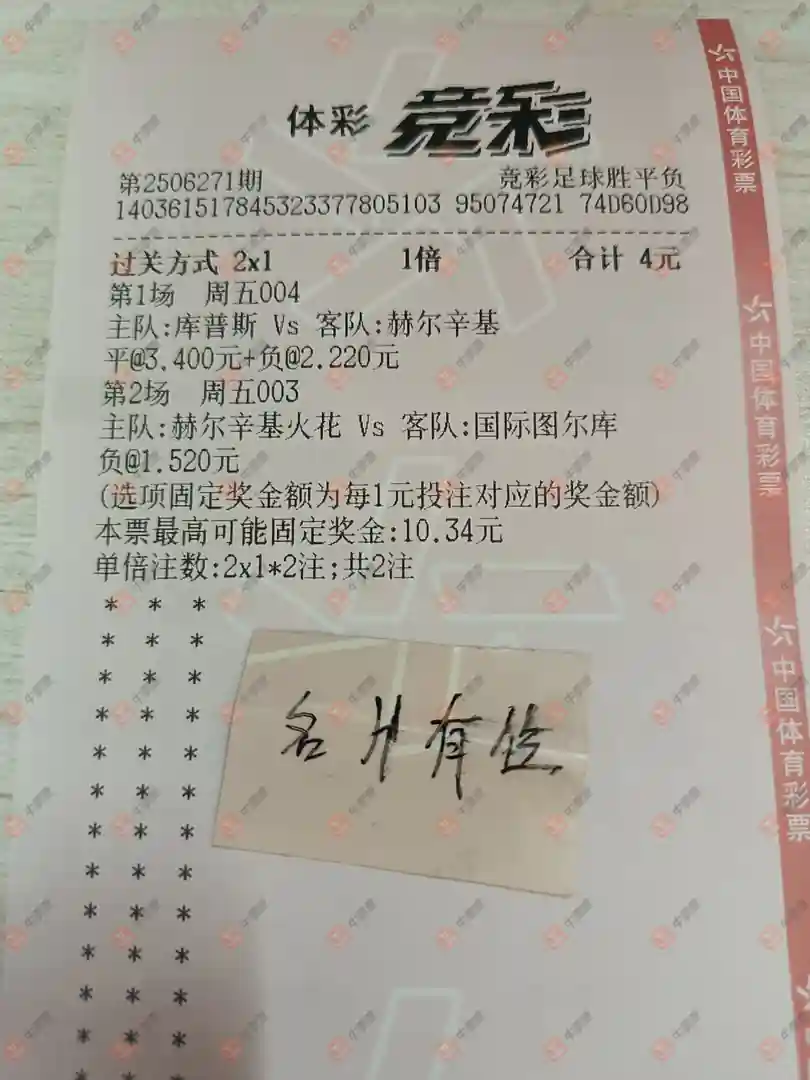 体彩 竞彩
第2506271期 竞彩足球胜平负
140361517845323377805103 95074721 74D60D98
过关方式 2x1 1倍 合计 4元
第1场 周五004
主队:库普斯 Vs 客队:赫尔辛基
平@3.400元+负@2.220元
第2场 周五003
主队:赫尔辛基火花 Vs 客队:国际图尔库
负@1.520元
(选项固定奖金额为每1元投注对应的奖金额)
本票最高可能固定奖金:10.34元
单倍注数:2x1*2注;共2注
* * *
* * *
* * *
* * *
* * *
* * *
* * *
* * *
* * *
* * *
* * *
* * *
* * *
名片有
中国体育彩票
中国体育彩票
中国体育彩票